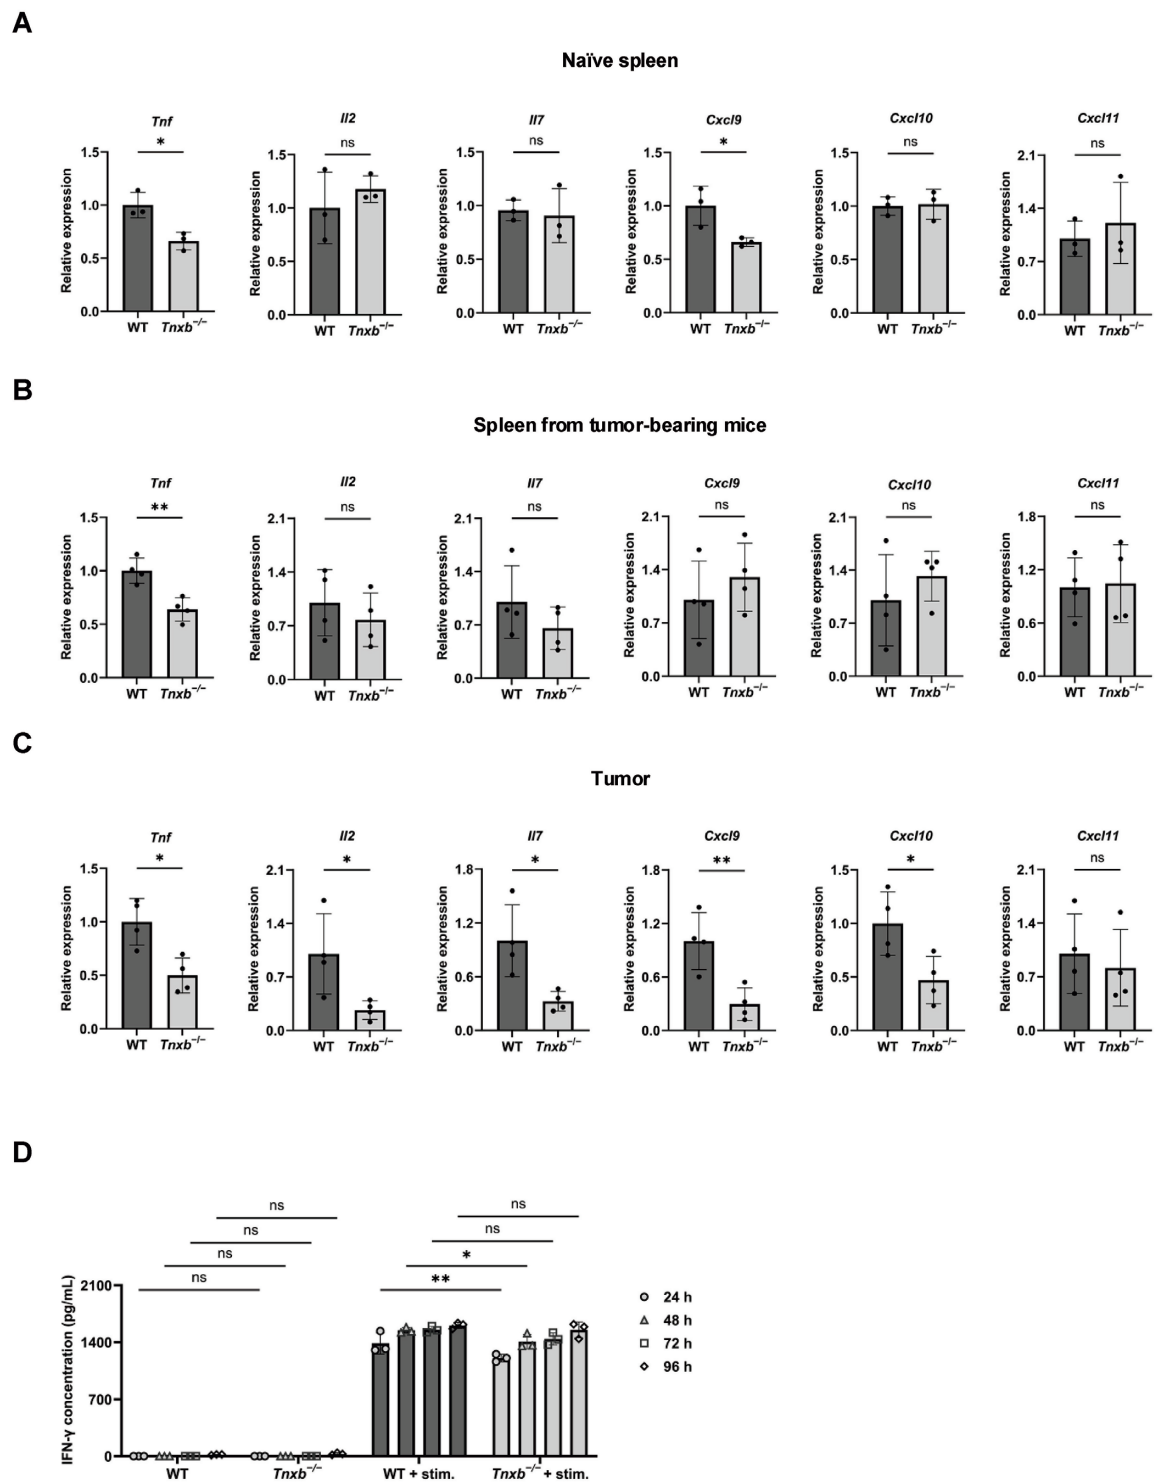 A
Naïve spleen
Tnf
Il2
Il7
Cxcl9
Cxcl10
Cxcl11
*
ns
ns
*
ns
ns
Relative expression
1.5
1.0
0.5
0.0
WT
Tnxb−/−
Relative expression
1.5
1.0
0.5
0.0
WT
Tnxb−/−
Relative expression
1.5
1.0
0.5
0.0
WT
Tnxb−/−
Relative expression
1.5
1.0
0.5
0.0
WT
Tnxb−/−
Relative expression
1.5
1.0
0.5
0.0
WT
Tnxb−/−
Relative expression
2.1
1.4
0.7
0.0
WT
Tnxb−/−
B
Spleen from tumor-bearing mice
Tnf
Il2
Il7
Cxcl9
Cxcl10
Cxcl11
**
ns
ns
ns
ns
ns
Relative expression
1.5
1.0
0.5
0.0
WT
Tnxb−/−
Relative expression
2.1
1.4
0.7
0.0
WT
Tnxb−/−
Relative expression
2.1
1.4
0.7
0.0
WT
Tnxb−/−
Relative expression
2.1
1.4
0.7
0.0
WT
Tnxb−/−
Relative expression
2.1
1.4
0.7
0.0
WT
Tnxb−/−
Relative expression
1.8
1.2
0.6
0.0
WT
Tnxb−/−
C
Tumor
Tnf
Il2
Il7
Cxcl9
Cxcl10
Cxcl11
*
*
*
**
*
ns
Relative expression
1.5
1.0
0.5
0.0
WT
Tnxb−/−
Relative expression
2.1
1.4
0.7
0.0
WT
Tnxb−/−
Relative expression
1.8
1.2
0.6
0.0
WT
Tnxb−/−
Relative expression
1.8
1.2
0.6
0.0
WT
Tnxb−/−
Relative expression
1.5
1.0
0.5
0.0
WT
Tnxb−/−
Relative expression
2.1
1.4
0.7
0.0
WT
Tnxb−/−
D
ns
ns
ns
ns
ns
ns
*
**
IFN-γ concentration (pg/mL)
2100
1400
700
0
WT
Tnxb−/−
WT + stim.
Tnxb−/− + stim.
24 h
48 h
72 h
96 h